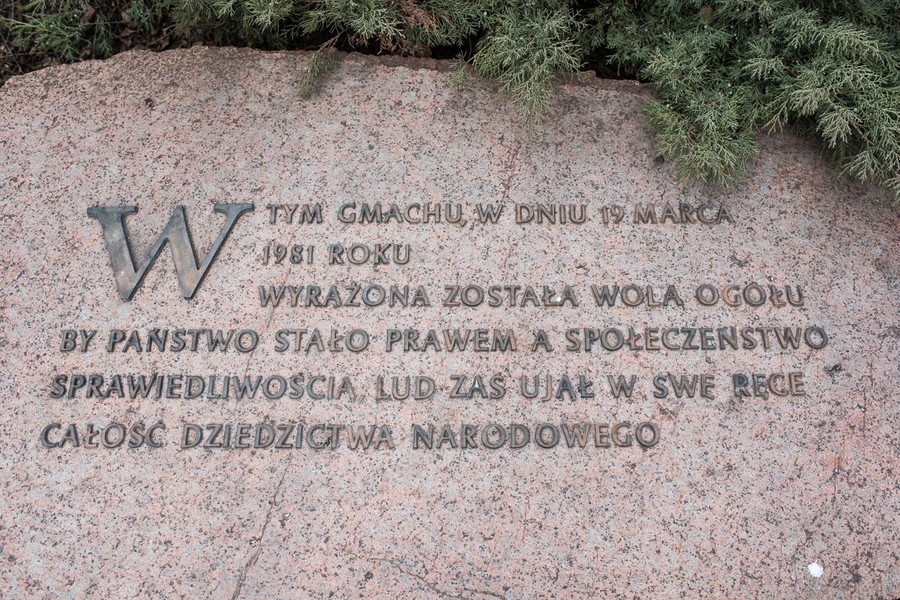 W TYM GMACHU, W DNIU 19 MARCA
1981 ROKU
WYRAŻONA ZOSTAŁA WOLA OGÓŁU
BY PAŃSTWO STAŁO PRAWEM A SPOŁECZEŃSTWO
SPRAWIEDLIWOŚCIĄ, LUD ZAŚ UJĄŁ W SWE RĘCE
CAŁOŚĆ DZIEDZICTWA NARODOWEGO